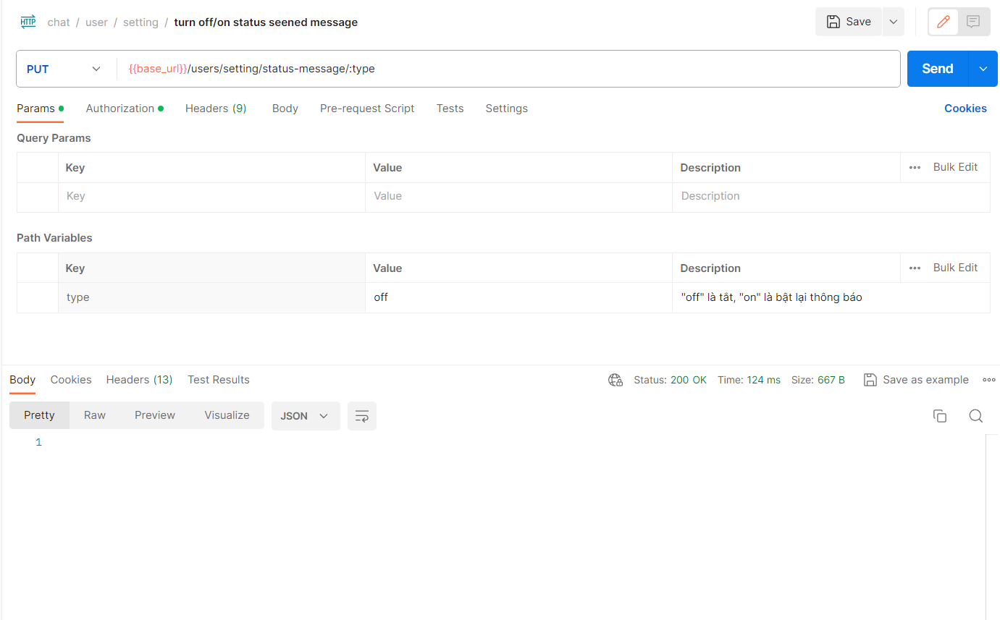 HTTP chat / user / setting / turn off/on status seened message Save
PUT {{base_url}}/users/setting/status-message/:type Send
Params Authorization Headers (9) Body Pre-request Script Tests Settings Cookies
Query Params
Key Value Description Bulk Edit
Key Value Description
Path Variables
Key Value Description Bulk Edit
type off "off" là tắt, "on" là bật lại thông báo
Body Cookies Headers (13) Test Results Status: 200 OK Time: 124 ms Size: 667 B Save as example
Pretty Raw Preview Visualize JSON
1